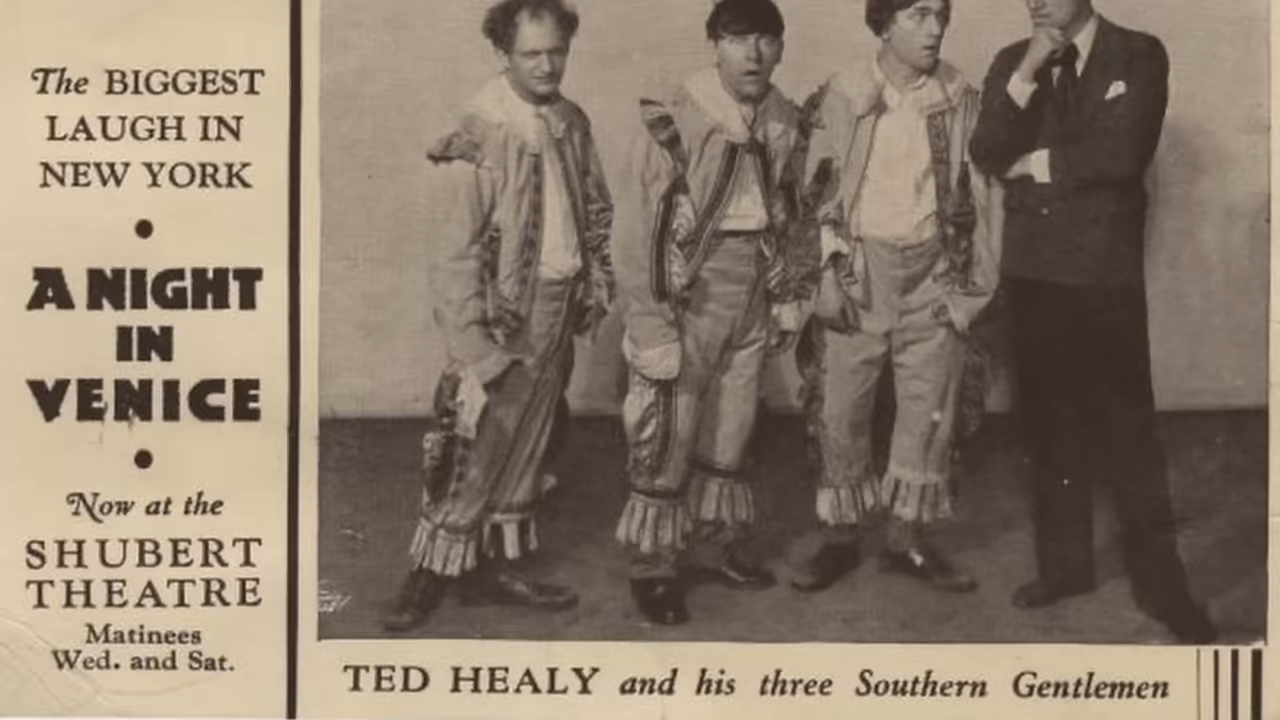 The BIGGEST
LAUGH IN
NEW YORK
A NIGHT
IN
VENICE
Now at the
SHUBERT
THEATRE
Matinees
Wed. and Sat.
TED HEALY and his three Southern Gentlemen